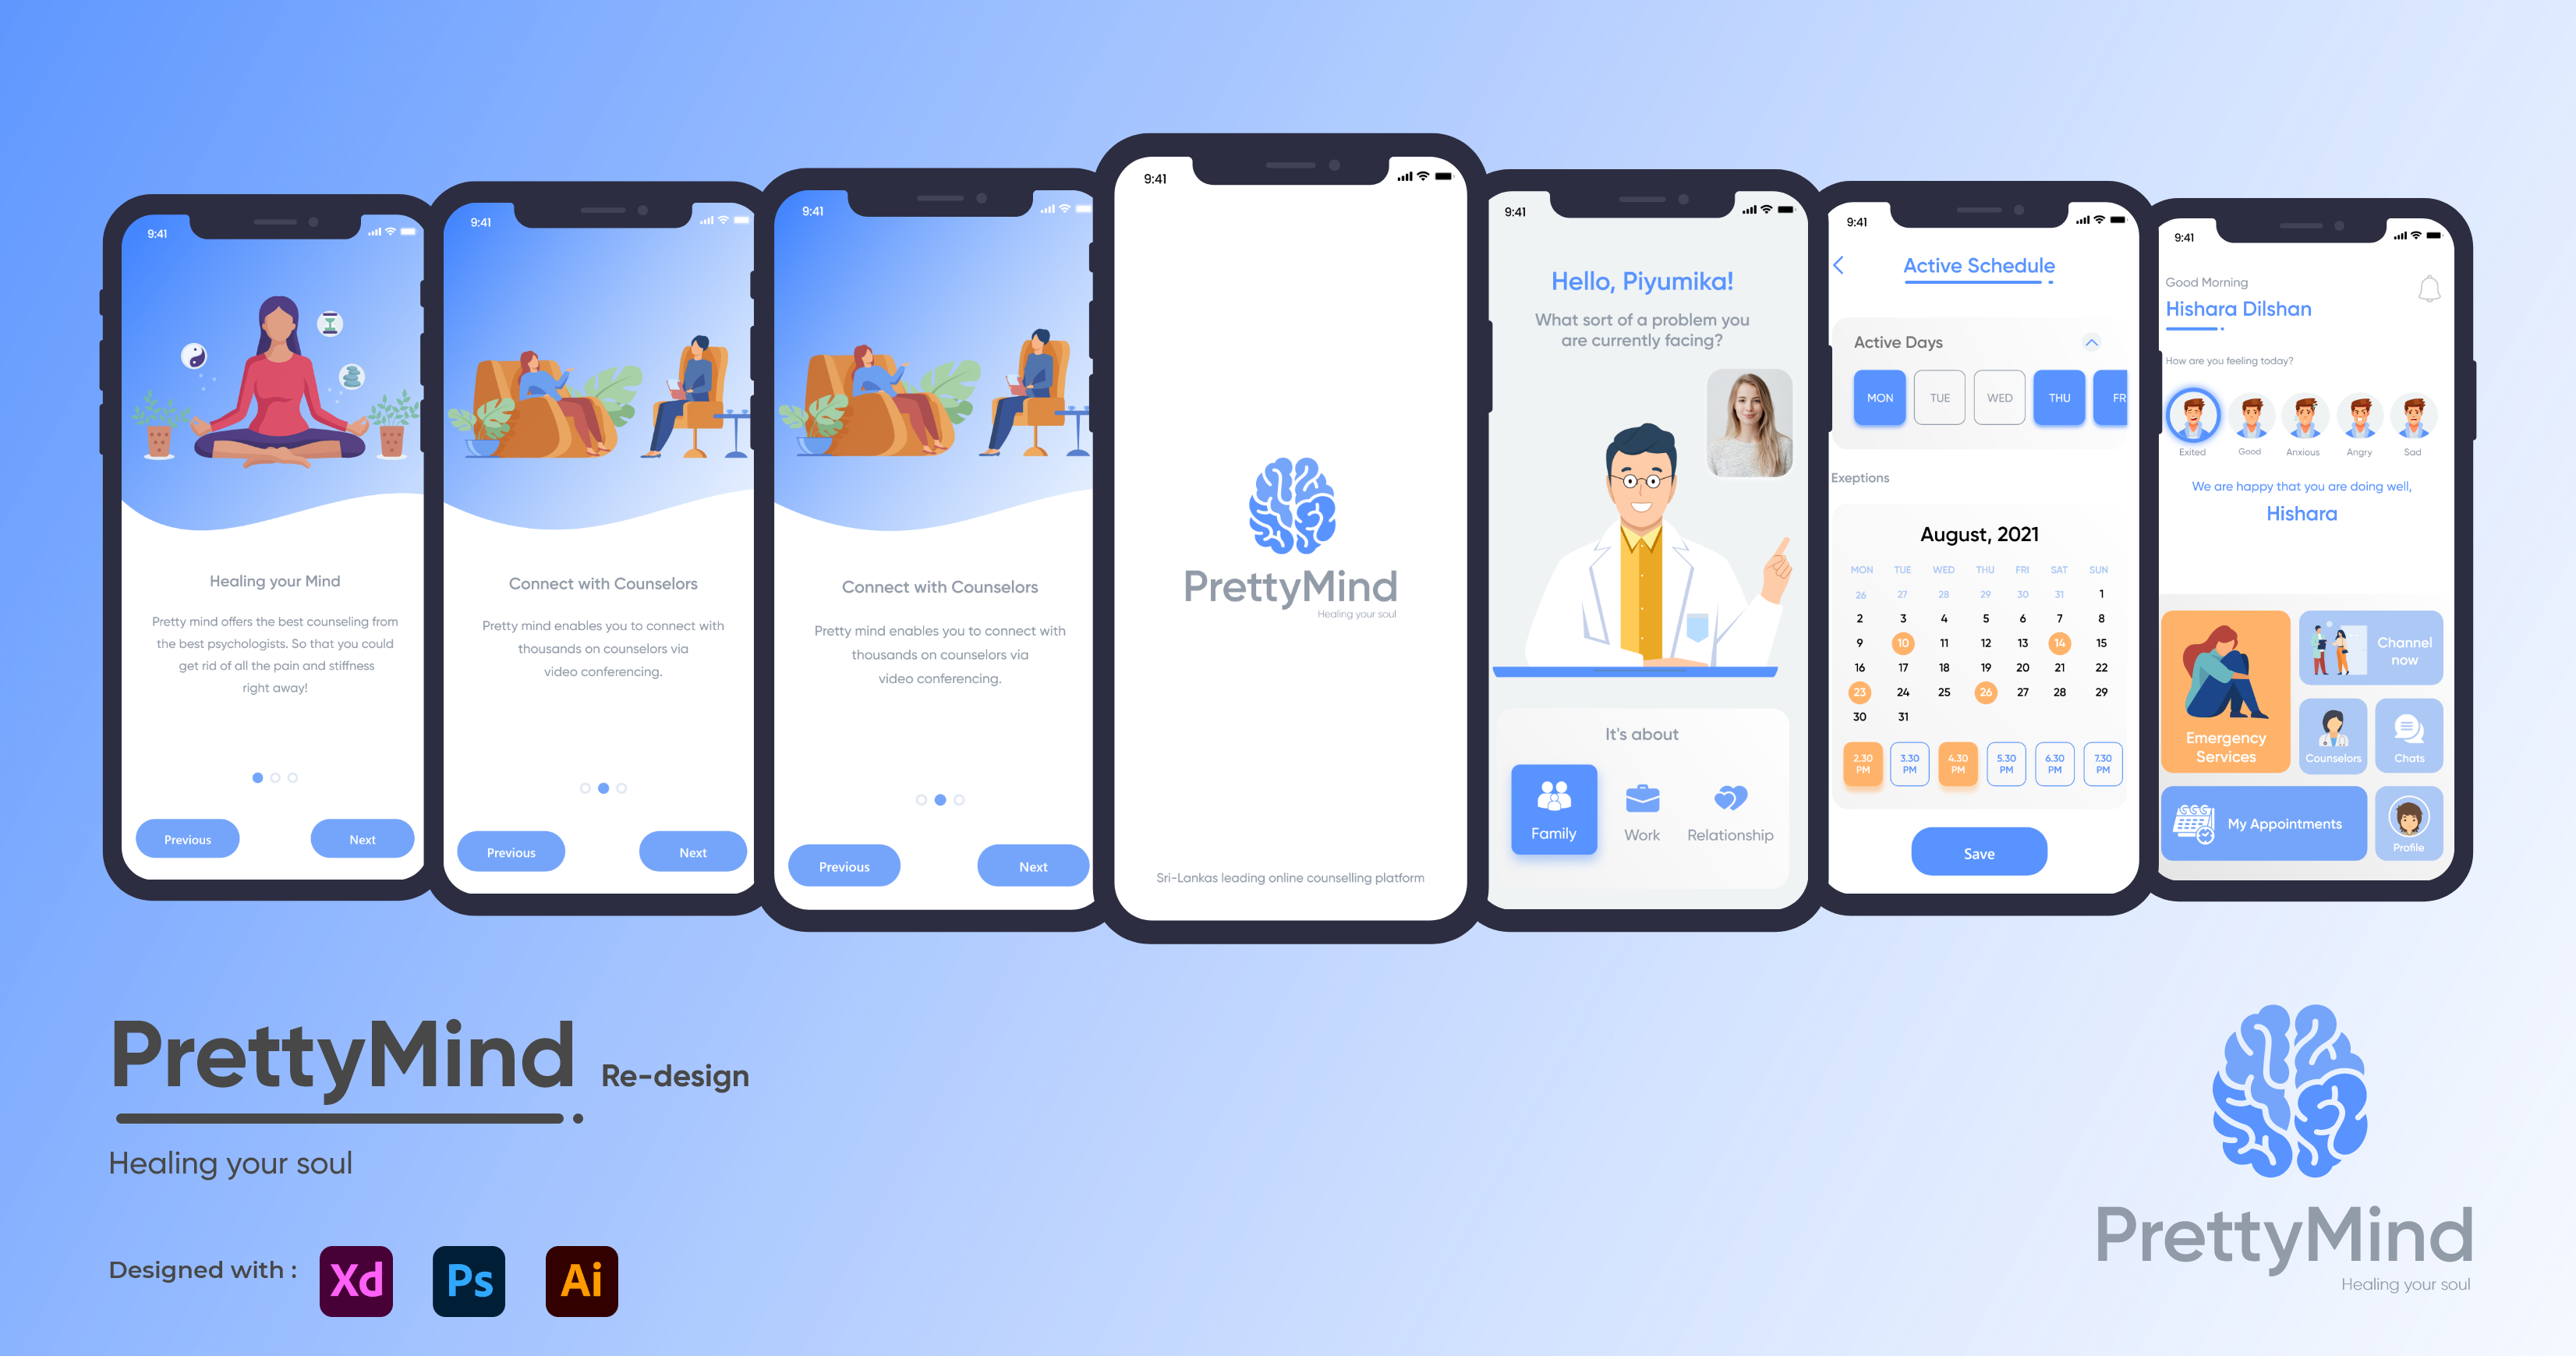 9:41
Healing your Mind
Pretty mind offers the best counseling from
the best psychologists. So that you could
get rid of all the pain and stiffness
right away!
Previous
Next
9:41
Connect with Counselors
Pretty mind enables you to connect with
thousands on counselors via
video conferencing.
Previous
Next
9:41
Connect with Counselors
Pretty mind enables you to connect with
thousands on counselors via
video conferencing.
Previous
Next
9:41
PrettyMind
Healing your soul
Sri-Lankas leading online counselling platform
9:41
Hello, Piyumika!
What sort of a problem you
are currently facing?
It's about
Family
Work
Relationship
9:41
Active Schedule
Active Days
MON TUE WED THU FR
Exeptions
August, 2021
MON TUE WED THU FRI SAT SUN
26 27 28 29 30 31 1
2 3 4 5 6 7 8
9 10 11 12 13 14 15
16 17 18 19 20 21 22
23 24 25 26 27 28 29
30 31
2.30 PM 3.30 PM 4.30 PM 5.30 PM 6.30 PM 7.30 PM
Save
9:41
Good Morning
Hishara Dilshan
How are you feeling today?
Exited Good Anxious Angry Sad
We are happy that you are doing well,
Hishara
Emergency
Services
Channel
now
Counselors
Chats
My Appointments
Profile
PrettyMind Re-design
Healing your soul
Designed with : Xd Ps Ai
PrettyMind
Healing your soul